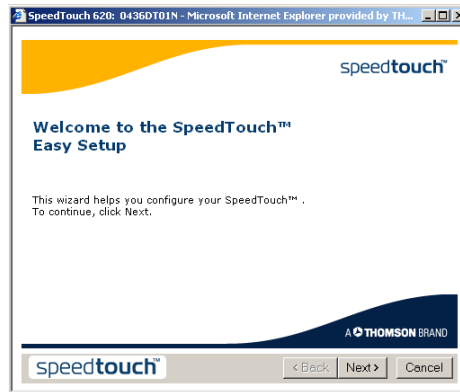 SpeedTouch 620: 0436DT01N - Microsoft Internet Explorer provided by TH...
speedtouch™
Welcome to the SpeedTouch™
Easy Setup
This wizard helps you configure your SpeedTouch™ .
To continue, click Next.
A THOMSON BRAND
speedtouch™
< Back Next > Cancel